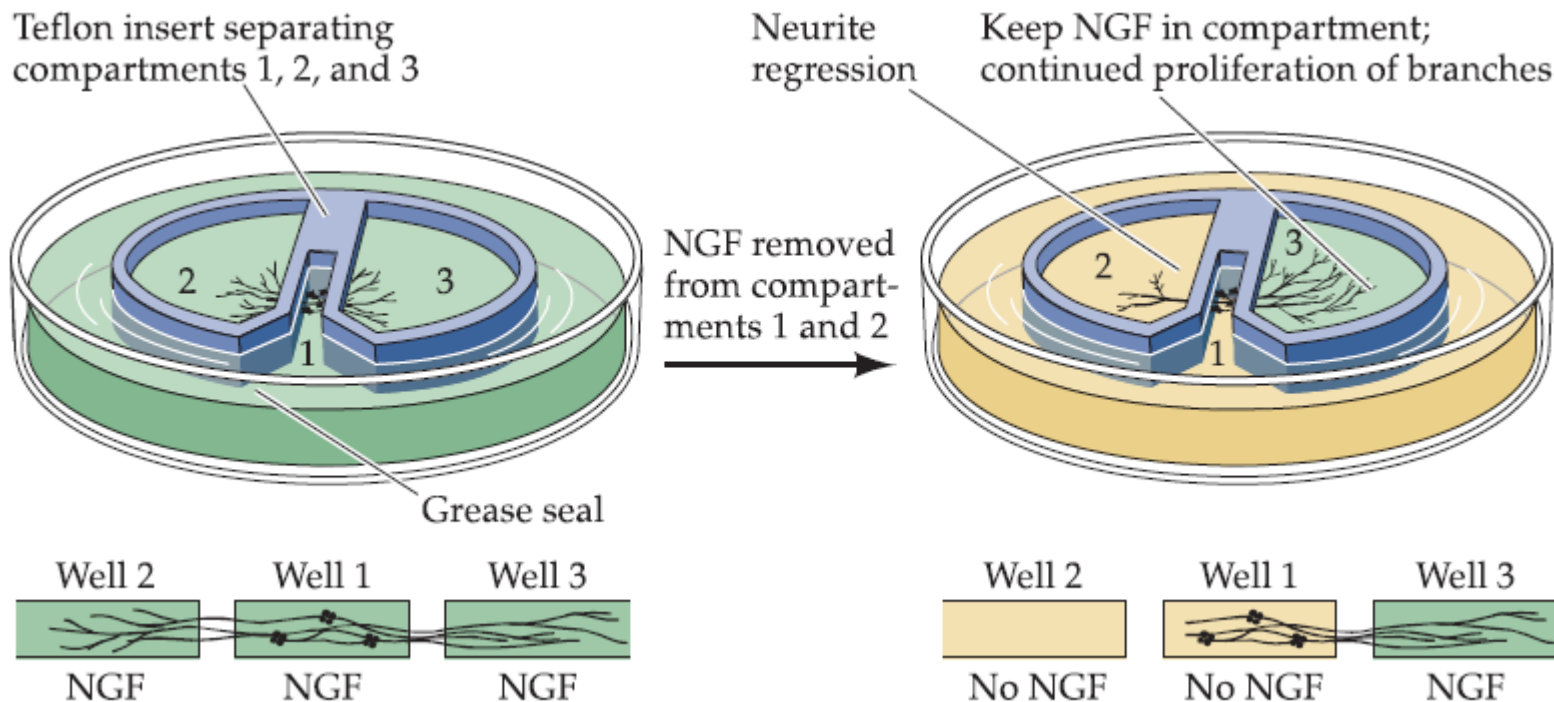 Teflon insert separating
compartments 1, 2, and 3
Neurite
regression
Keep NGF in compartment;
continued proliferation of branches
2
3
1
NGF removed
from compart-
ments 1 and 2
2
3
1
Grease seal
Well 2
Well 1
Well 3
NGF
NGF
NGF
Well 2
Well 1
Well 3
No NGF
No NGF
NGF